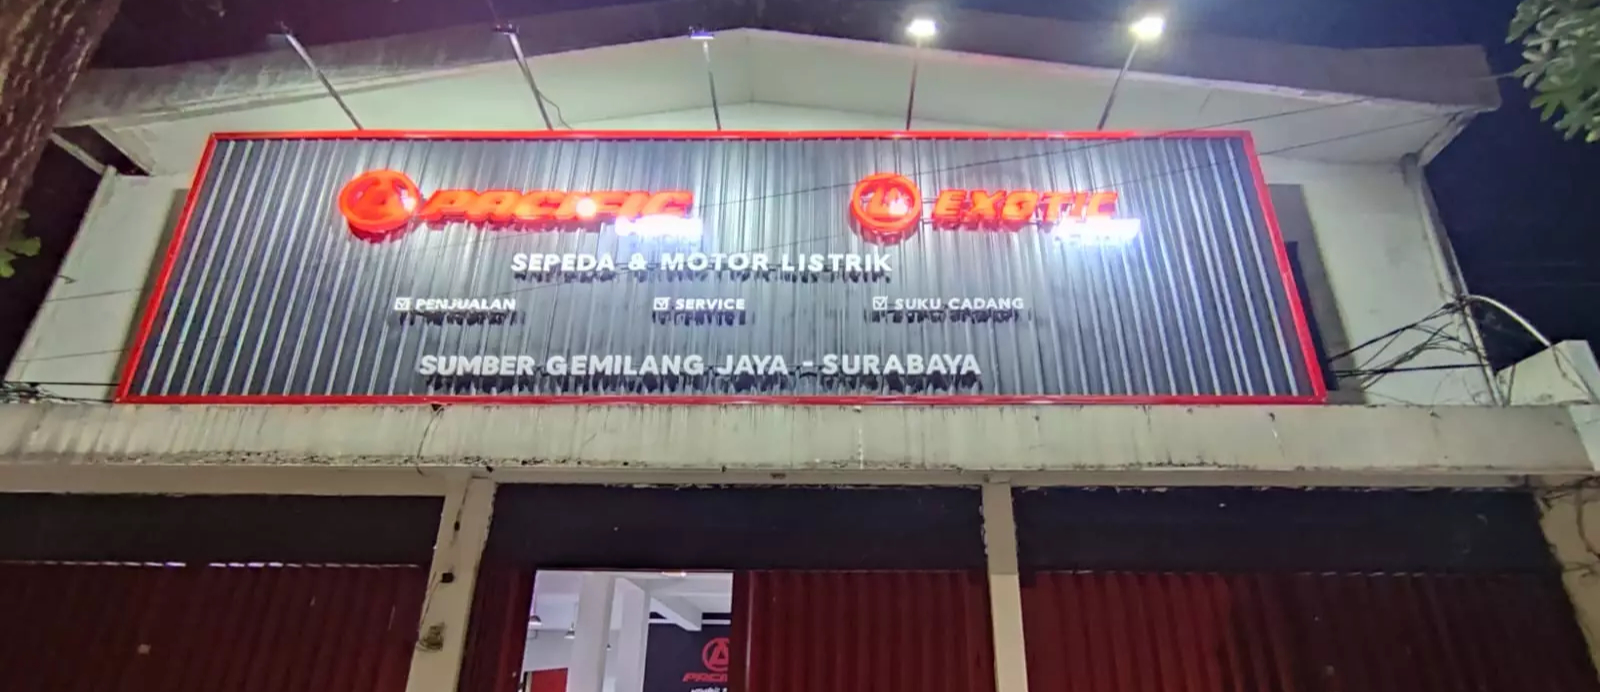 PACIFIC EXOTIC
SEPEDA & MOTOR LISTRIK
PENJUALAN SERVICE SUKU CADANG
SUMBER GEMILANG JAYA - SURABAYA